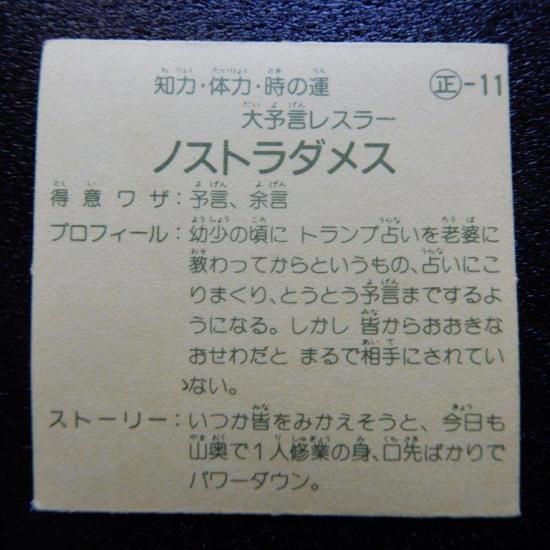 知力・体力・時の運 ㊣-11
大予言レスラー
ノストラダメス
得意ワザ：予言、余言
プロフィール：幼少の頃に トランプ占いを老婆に
教わってからというもの、占いにこ
りまくり、とうとう予言までするよ
うになる。しかし 皆からおおきな
おせわだと まるで相手にされてい
ない。
ストーリー：いつか皆をみかえそうと、今日も
山奥で1人修業の身、口先ばかりで
パワーダウン。